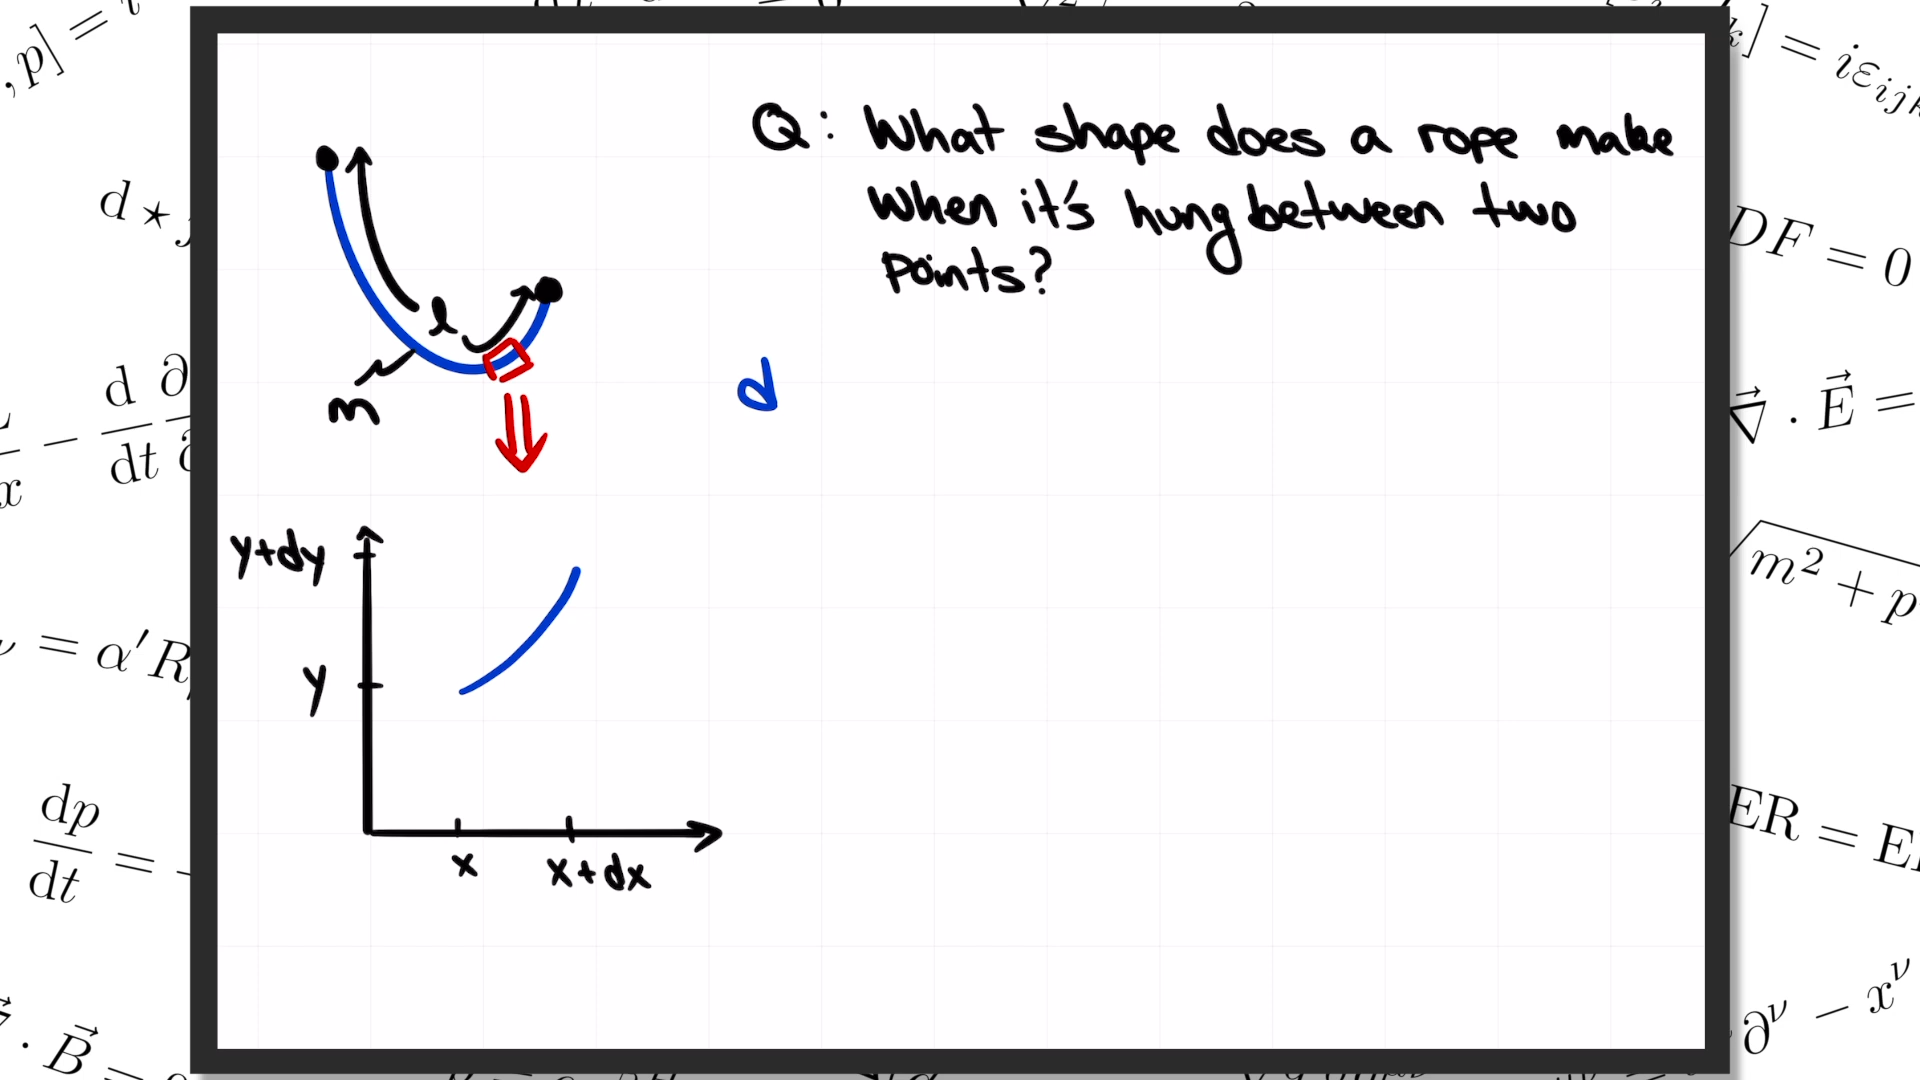 Q: What shape does a rope make
when it's hung between two
points?
l
m
d
y+dy
y
x
x+dx
,p] =
d ⋆
d ∂
dt
x
= α′R
dp
dt
=
· B⃗ =
k] = iε_ijk
DF = 0
∇⃗ · E⃗ =
√m² + p
ER = E
∂^ν − x^ν